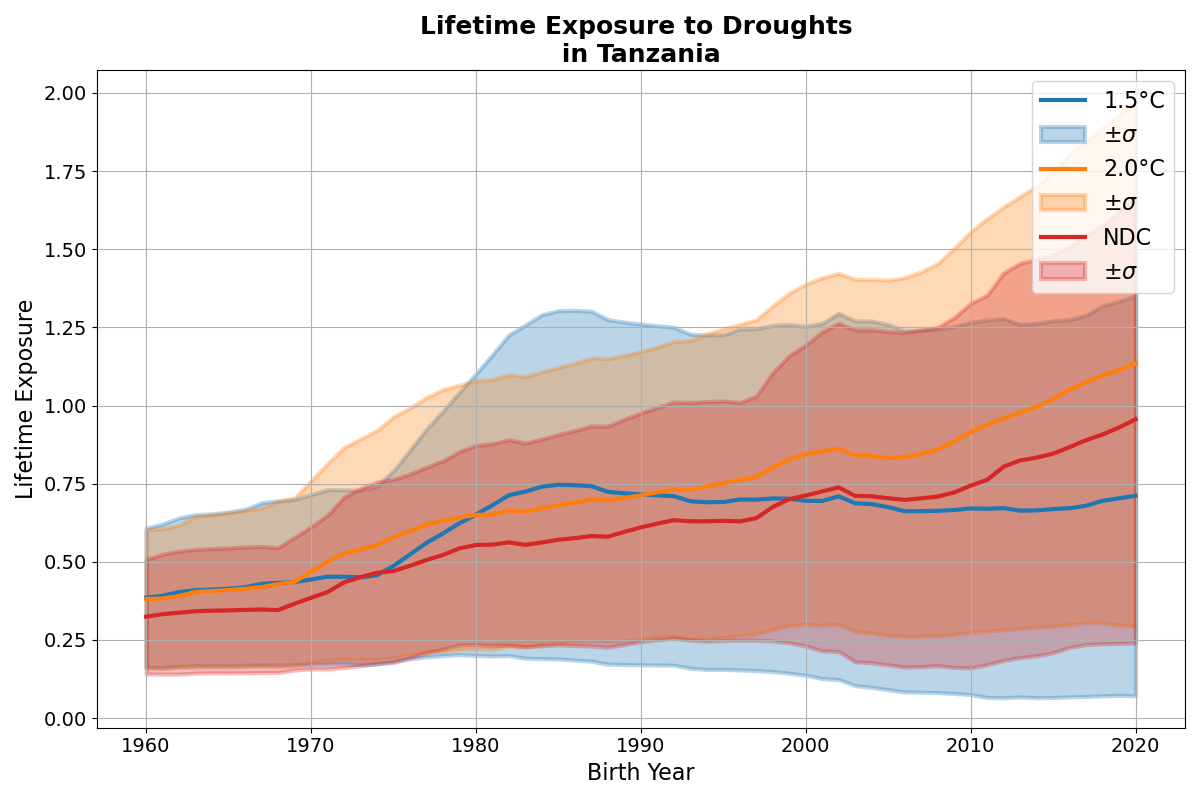 Lifetime Exposure to Droughts
in Tanzania
Lifetime Exposure
2.00
1.75
1.50
1.25
1.00
0.75
0.50
0.25
0.00
1960 1970 1980 1990 2000 2010 2020
Birth Year
1.5°C
±σ
2.0°C
±σ
NDC
±σ